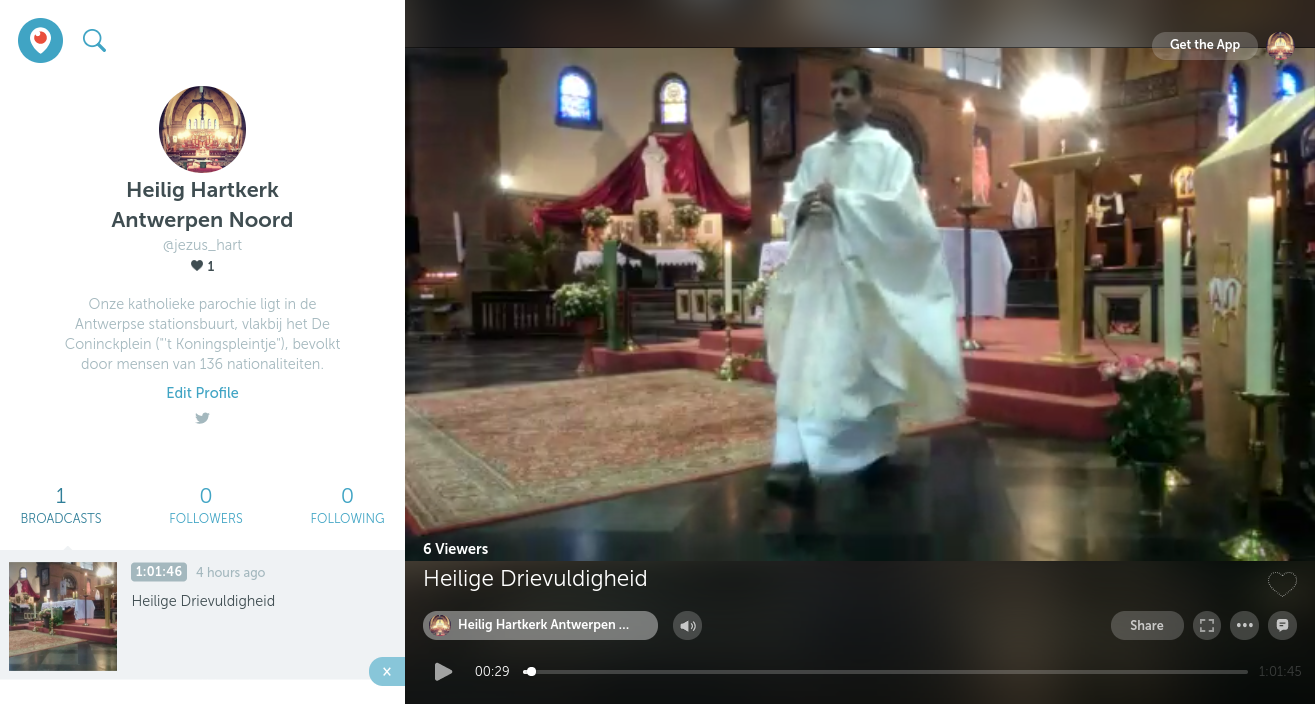 Heilig Hartkerk
Antwerpen Noord
@jezus_hart
1
Onze katholieke parochie ligt in de
Antwerpse stationsbuurt, vlakbij het De
Coninckplein ("'t Koningspleintje"), bevolkt
door mensen van 136 nationaliteiten.
Edit Profile
1
BROADCASTS
0
FOLLOWERS
0
FOLLOWING
1:01:46 4 hours ago
Heilige Drievuldigheid
Get the App
6 Viewers
Heilige Drievuldigheid
Heilig Hartkerk Antwerpen ...
Share
00:29
1:01:45